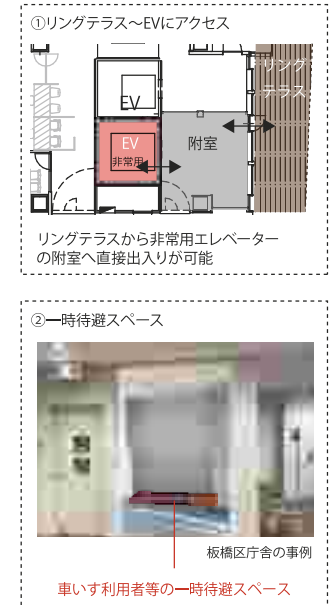 ①リングテラス～EVにアクセス
リング
テラス
EV
EV
非常用
附室
リングテラスから非常用エレベーター
の附室へ直接出入りが可能
②一時待避スペース
板橋区庁舎の事例
車いす利用者等の一時待避スペース